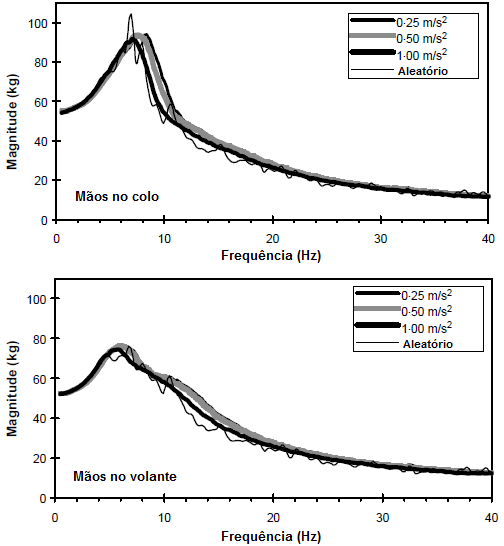 Magnitude (kg)
100
80
60
40
20
0
0·25 m/s²
0·50 m/s²
1·00 m/s²
Aleatório
Mãos no colo
0
10
20
30
40
Frequência (Hz)
Magnitude (kg)
100
80
60
40
20
0
0·25 m/s²
0·50 m/s²
1·00 m/s²
Aleatório
Mãos no volante
0
10
20
30
40
Frequência (Hz)